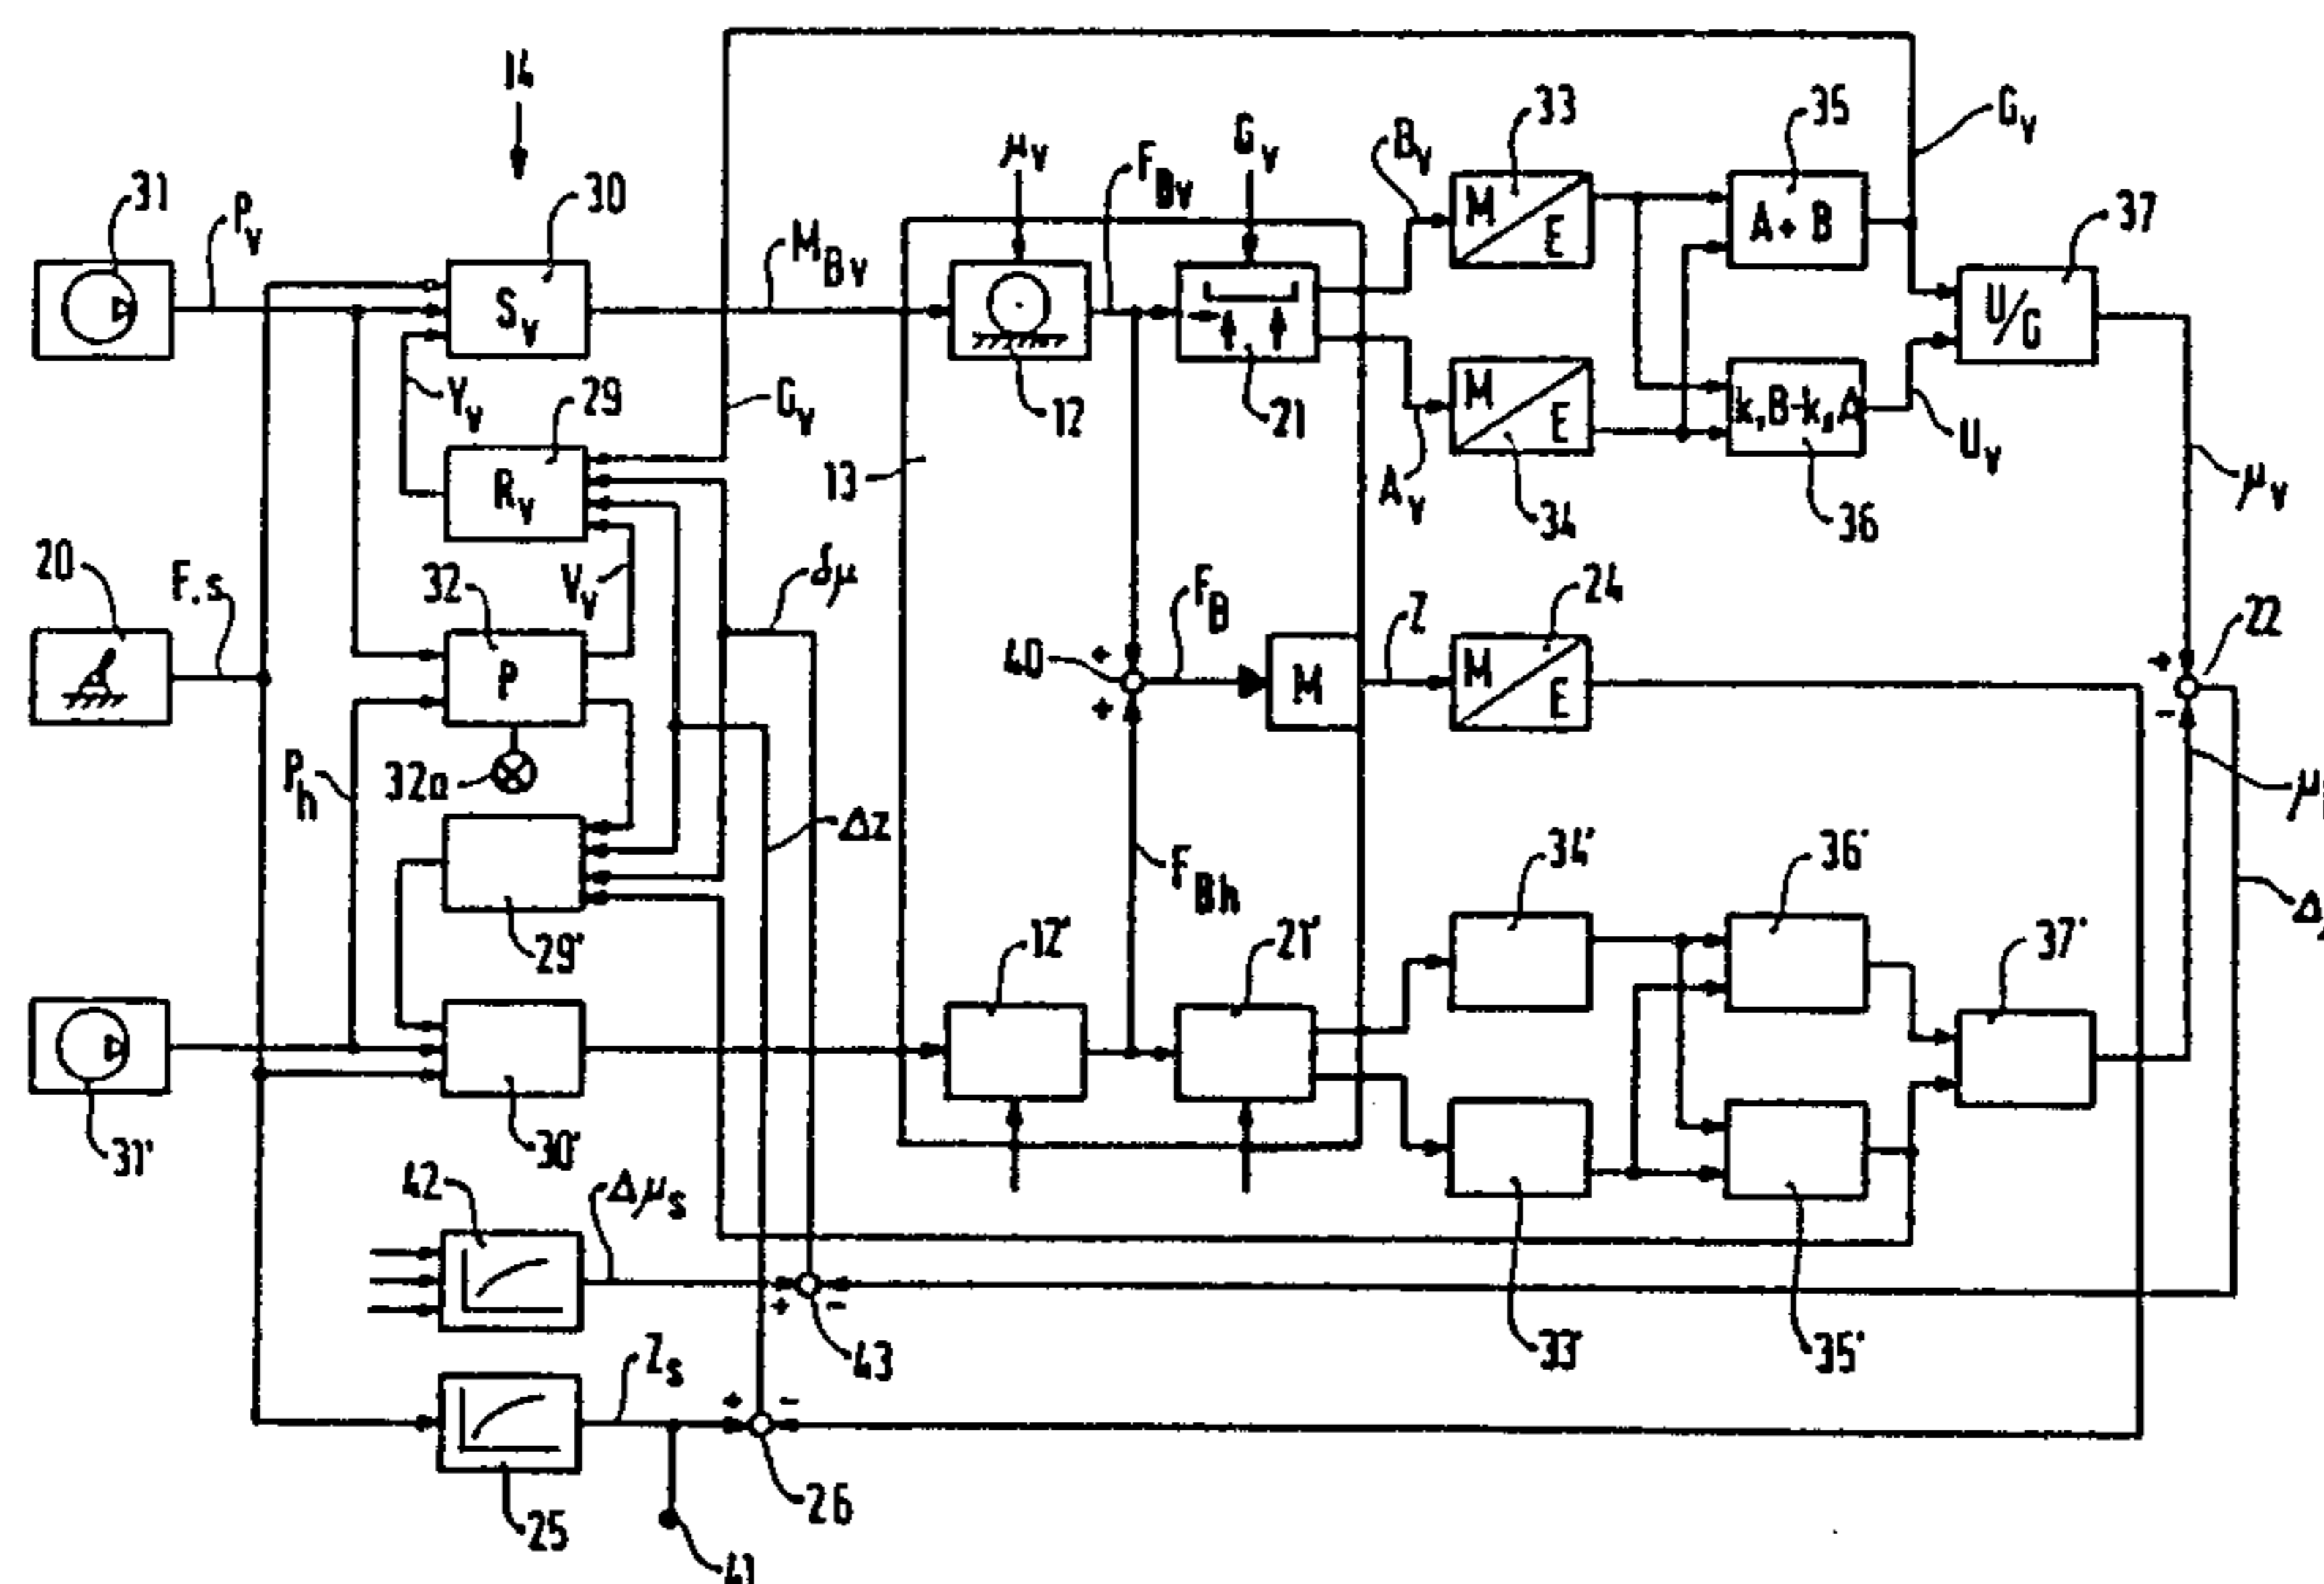 14
31
P_v
30
S_v
M_Bv
μ_v
F_Bv
G_v
B_v
33
M
E
35
A+B
G_v
37
U/G
Y_v
29
R_v
G_v
12
21
13
A_v
M
E
34
36
U_v
μ_v
20
F.s
32
P
V_v
δμ
F_B
40
+
+
M
Z
24
M
E
22
+
-
P_h
32a
Δz
F_Bh
34'
36'
29'
12'
21'
37'
31'
30'
42
Δμ_s
+
-
43
33'
35'
Z_s
+
-
26
25
41